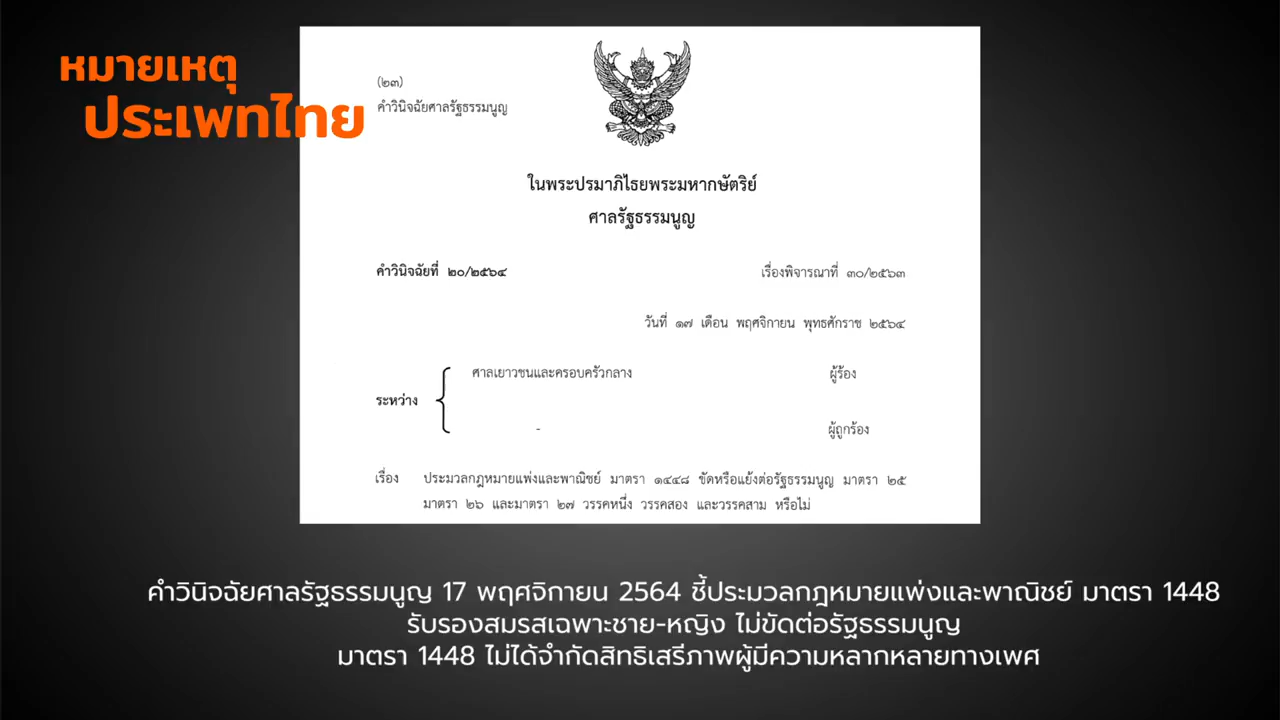 หมายเหตุ
ประเพทไทย
(๒๓)
คำวินิจฉัยศาลรัฐธรรมนูญ
ในพระปรมาภิไธยพระมหากษัตริย์
ศาลรัฐธรรมนูญ
คำวินิจฉัยที่ ๒๐/๒๕๖๔ เรื่องพิจารณาที่ ๓๐/๒๕๖๓
วันที่ ๑๗ เดือน พฤศจิกายน พุทธศักราช ๒๕๖๔
ศาลเยาวชนและครอบครัวกลาง ผู้ร้อง
ระหว่าง
- ผู้ถูกร้อง
เรื่อง ประมวลกฎหมายแพ่งและพาณิชย์ มาตรา ๑๔๔๘ ขัดหรือแย้งต่อรัฐธรรมนูญ มาตรา ๒๕
มาตรา ๒๖ และมาตรา ๒๗ วรรคหนึ่ง วรรคสอง และวรรคสาม หรือไม่
คำวินิจฉัยศาลรัฐธรรมนูญ 17 พฤศจิกายน 2564 ชี้ประมวลกฎหมายแพ่งและพาณิชย์ มาตรา 1448
รับรองสมรสเฉพาะชาย-หญิง ไม่ขัดต่อรัฐธรรมนูญ
มาตรา 1448 ไม่ได้จำกัดสิทธิเสรีภาพผู้มีความหลากหลายทางเพศ